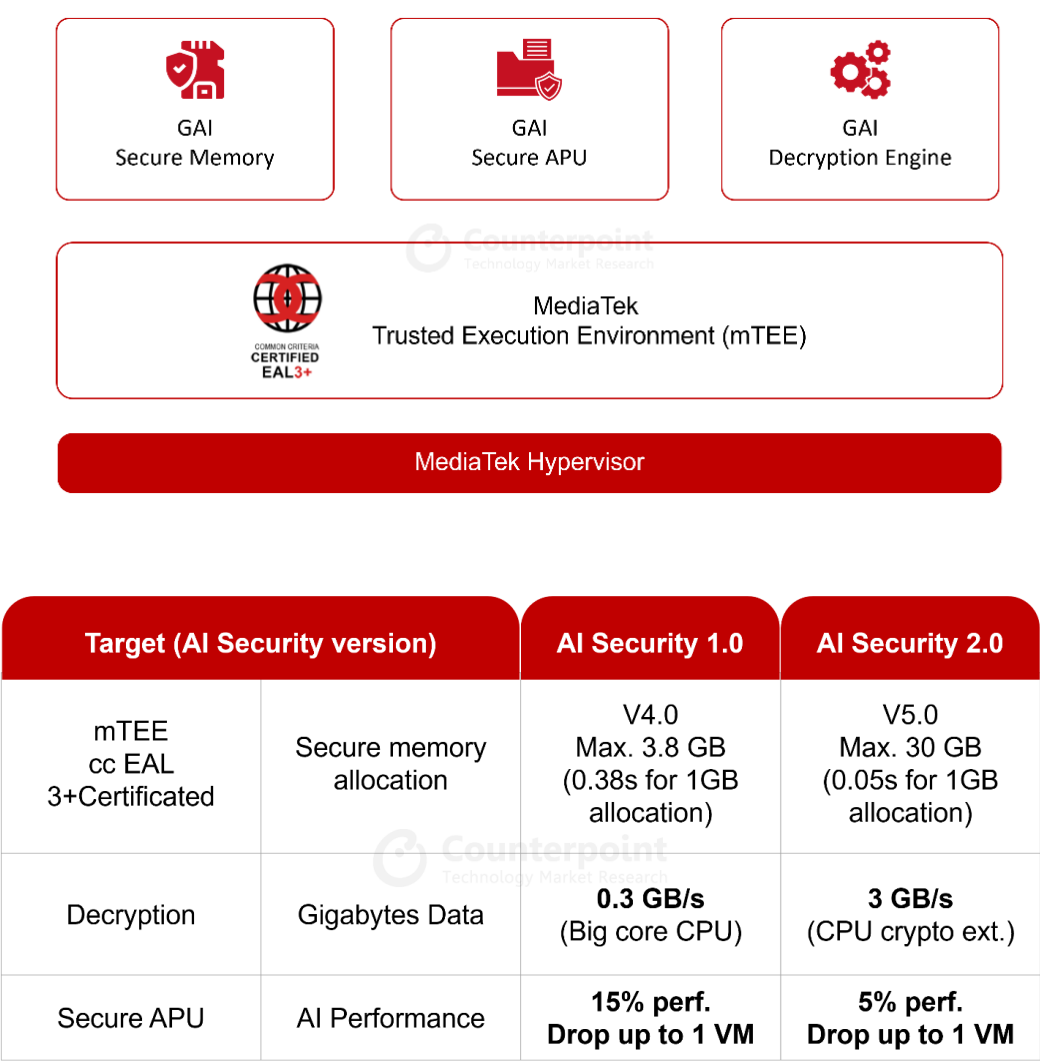 GAI
Secure Memory
GAI
Secure APU
GAI
Decryption Engine
Counterpoint
Technology Market Research
COMMON CRITERIA
CERTIFIED
EAL3+
MediaTek
Trusted Execution Environment (mTEE)
MediaTek Hypervisor
Target (AI Security version)
AI Security 1.0
AI Security 2.0
mTEE
cc EAL
3+Certificated
Secure memory
allocation
V4.0
Max. 3.8 GB
(0.38s for 1GB
allocation)
V5.0
Max. 30 GB
(0.05s for 1GB
allocation)
Counterpoint
Technology Market Research
Decryption
Gigabytes Data
0.3 GB/s
(Big core CPU)
3 GB/s
(CPU crypto ext.)
Secure APU
AI Performance
15% perf.
Drop up to 1 VM
5% perf.
Drop up to 1 VM